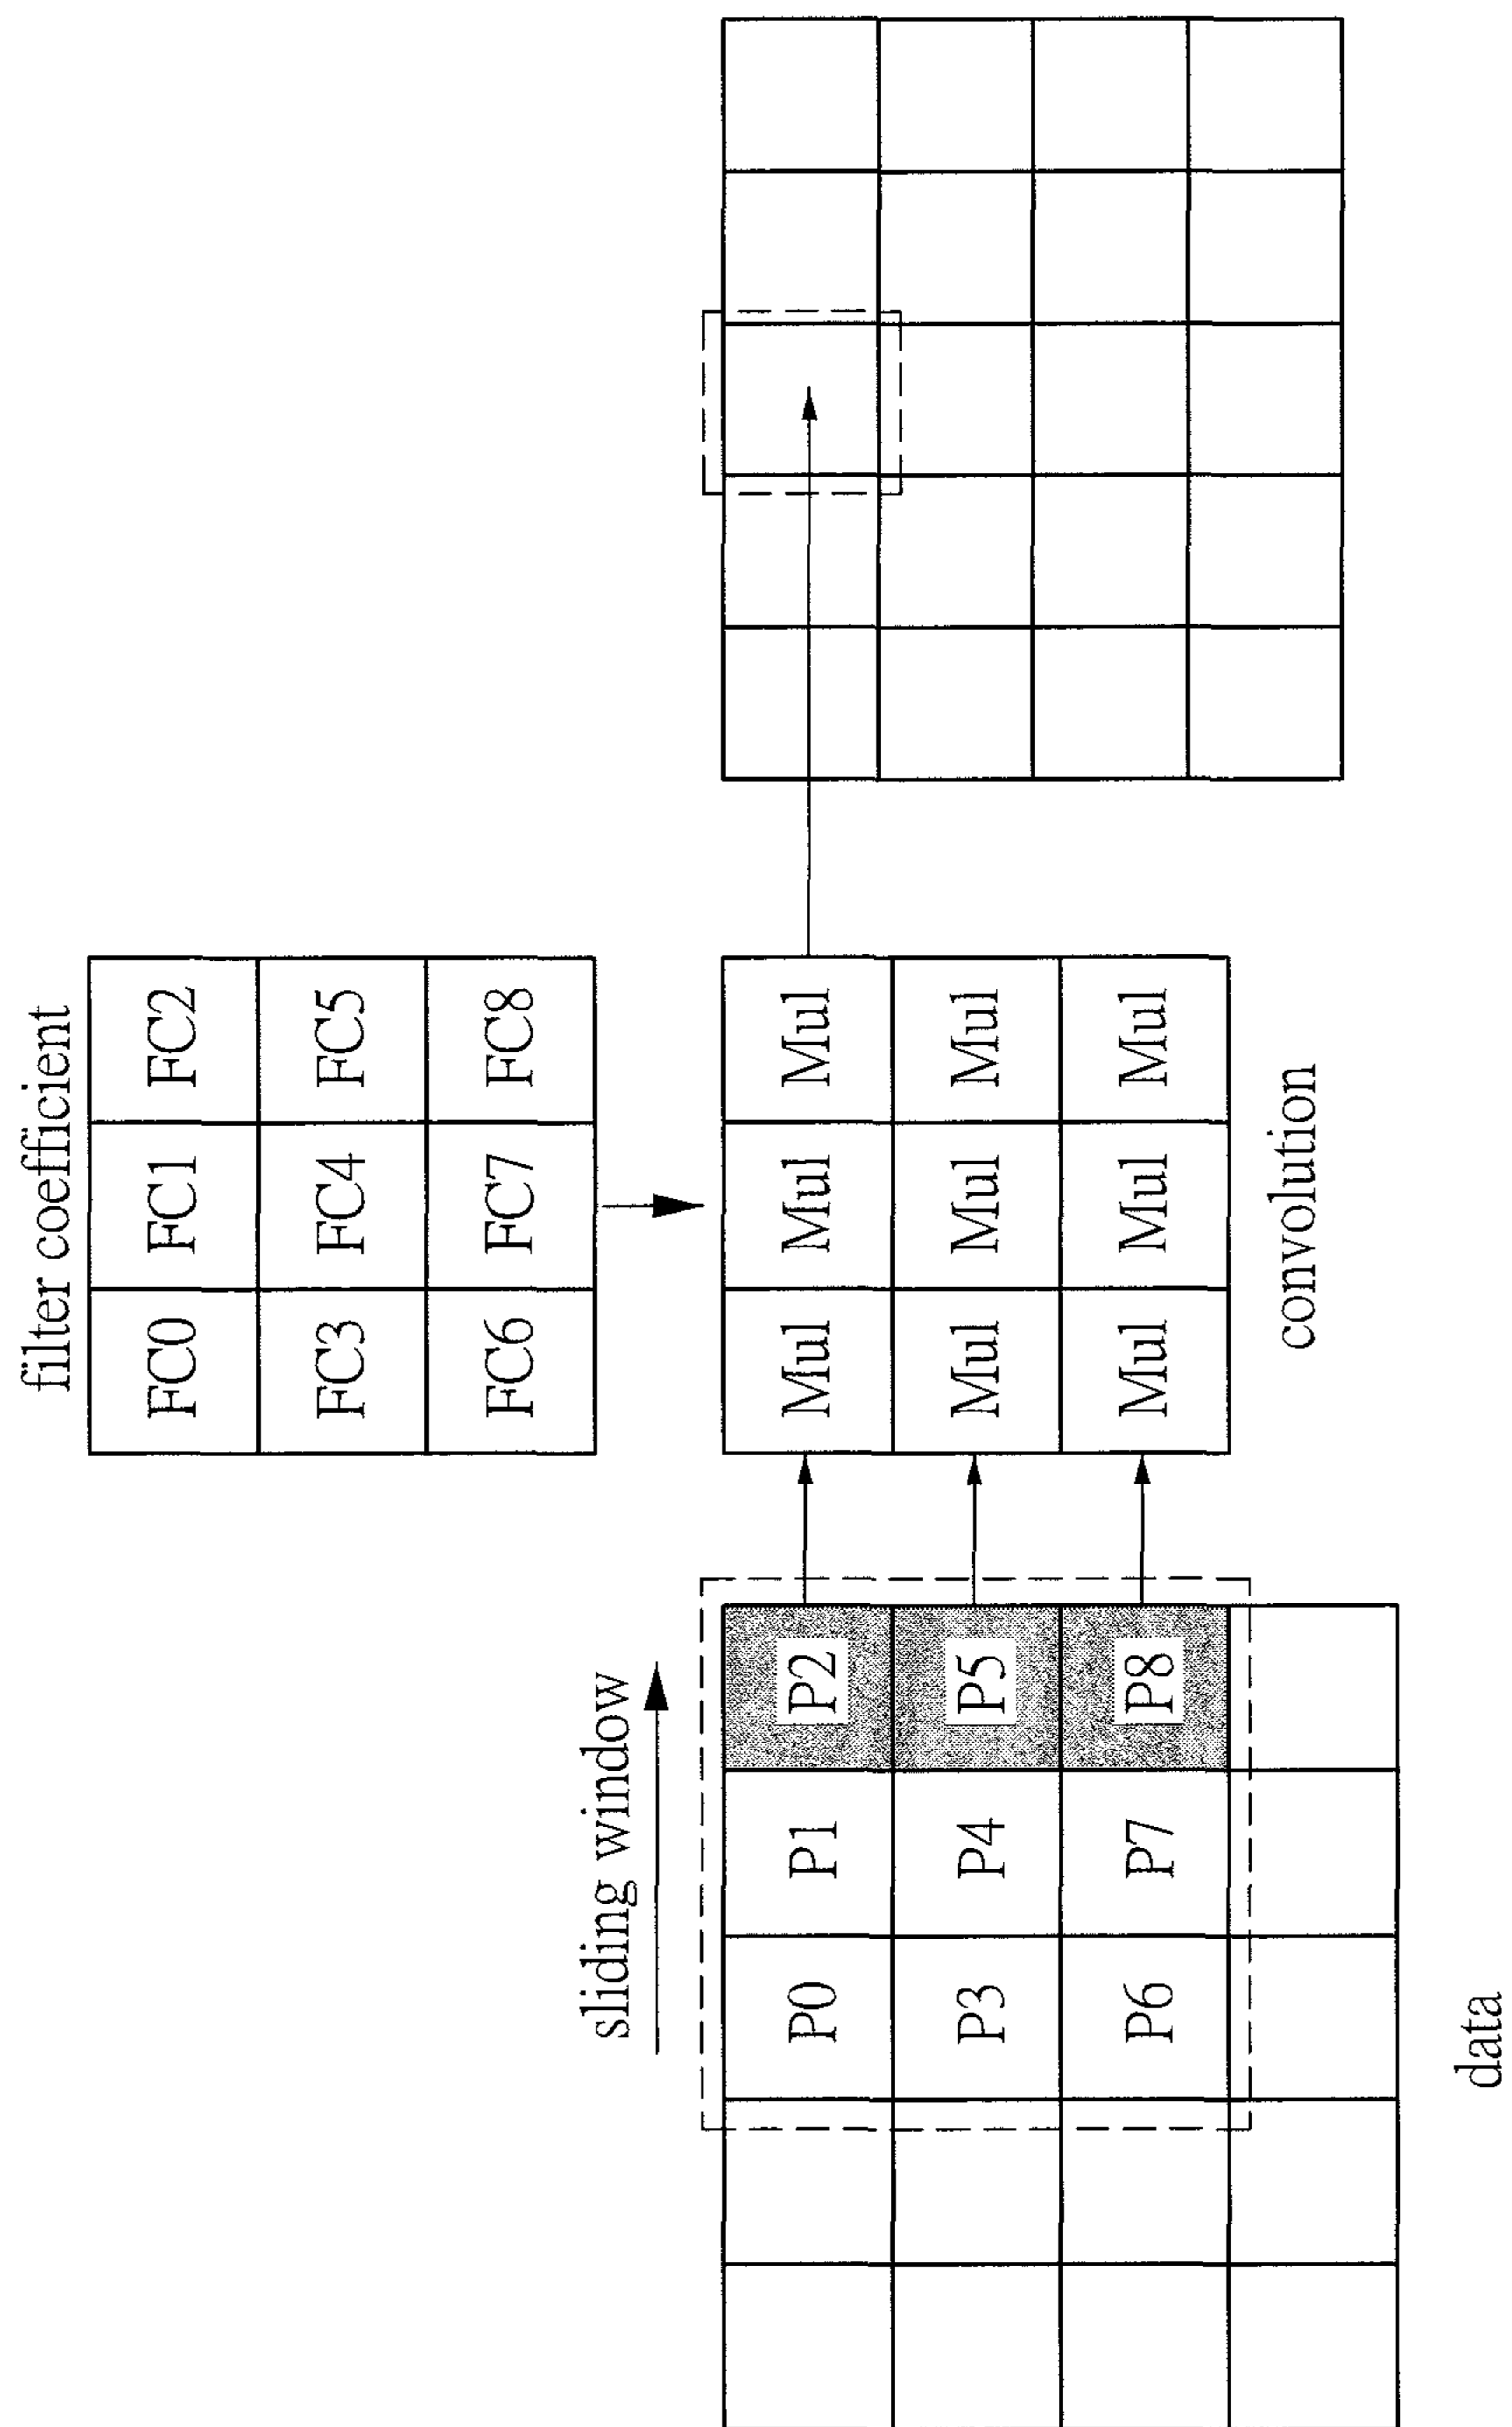 filter coefficient
FC0 FC1 FC2
FC3 FC4 FC5
FC6 FC7 FC8
sliding window
P0 P1 P2
P3 P4 P5
P6 P7 P8
data
Mul Mul Mul
Mul Mul Mul
Mul Mul Mul
convolution